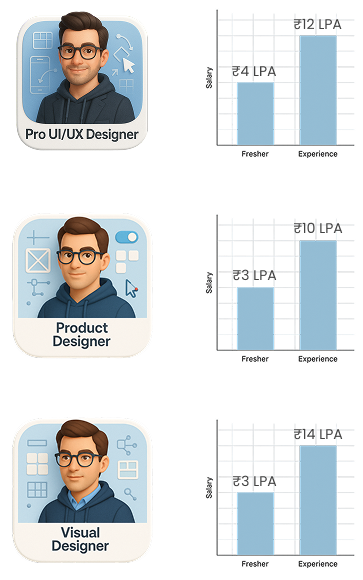 ₹12 LPA
₹4 LPA
Salary
Pro UI/UX Designer
Fresher Experience
₹10 LPA
₹3 LPA
Salary
Product
Designer
Fresher Experience
₹14 LPA
₹3 LPA
Salary
Visual
Designer
Fresher Experience